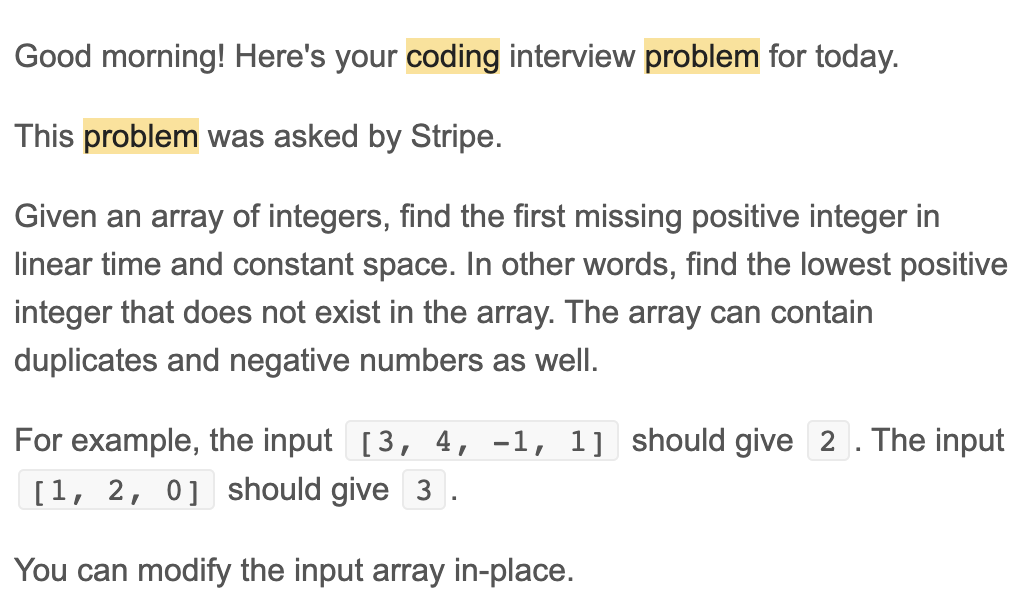 Good morning! Here's your coding interview problem for today.
This problem was asked by Stripe.
Given an array of integers, find the first missing positive integer in
linear time and constant space. In other words, find the lowest positive
integer that does not exist in the array. The array can contain
duplicates and negative numbers as well.
For example, the input [3, 4, -1, 1] should give 2. The input
[1, 2, 0] should give 3.
You can modify the input array in-place.